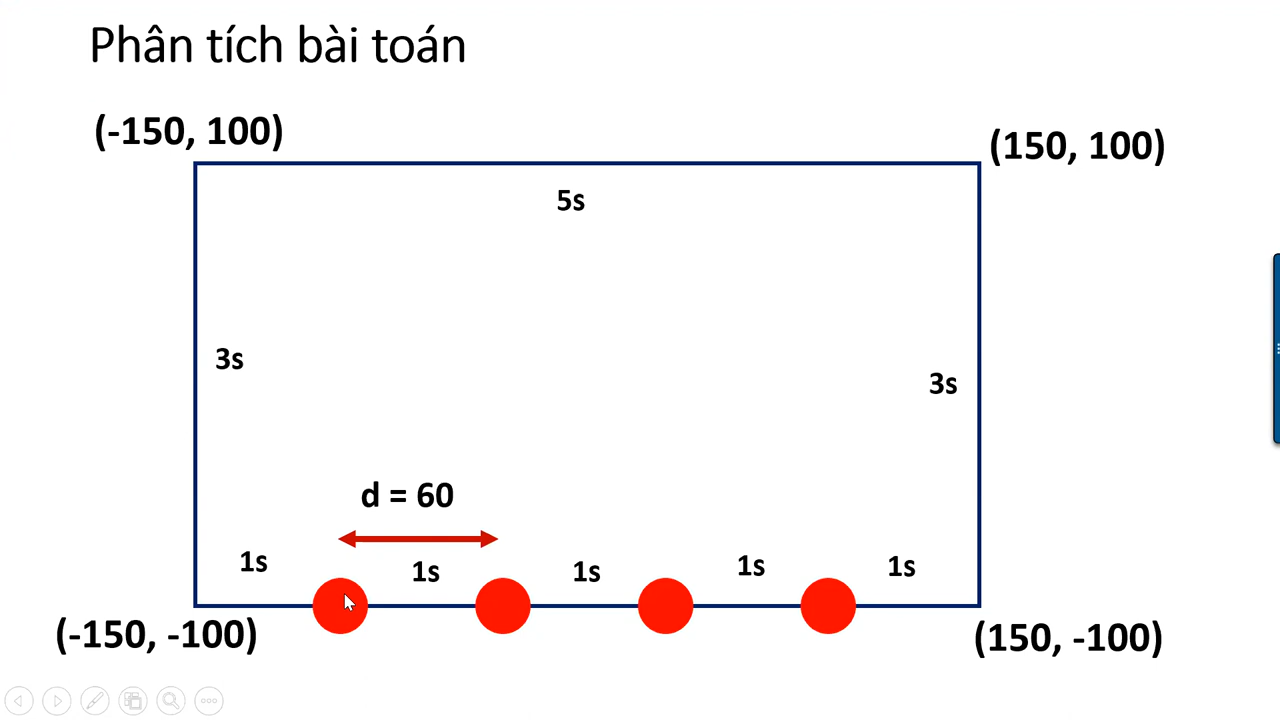 Phân tích bài toán
(-150, 100)
(150, 100)
5s
3s
3s
d = 60
1s
1s
1s
1s
1s
(-150, -100)
(150, -100)